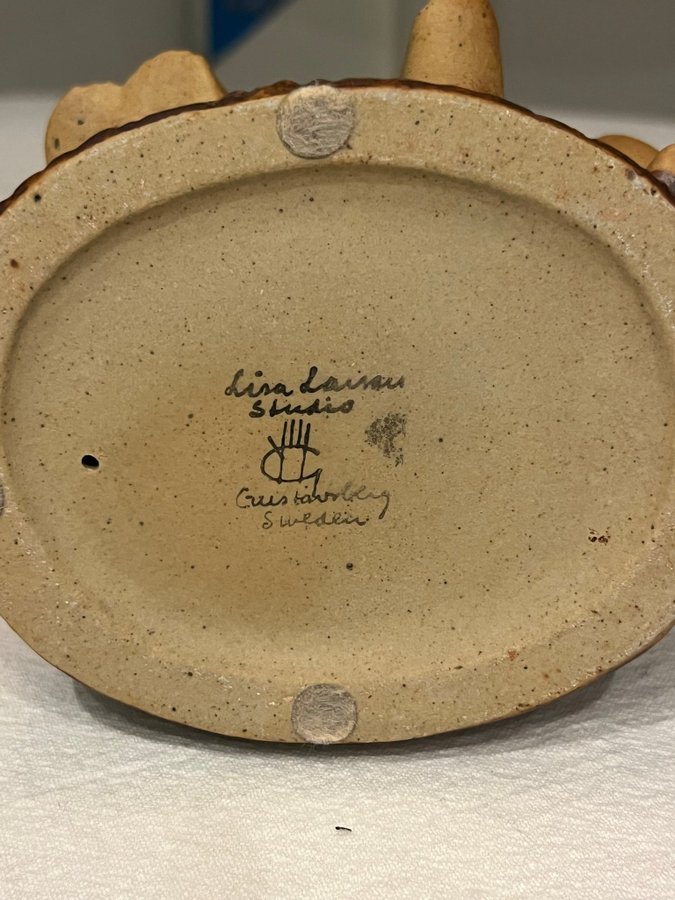 Lisa Larson
Studio
G
Gustavsberg
Sweden